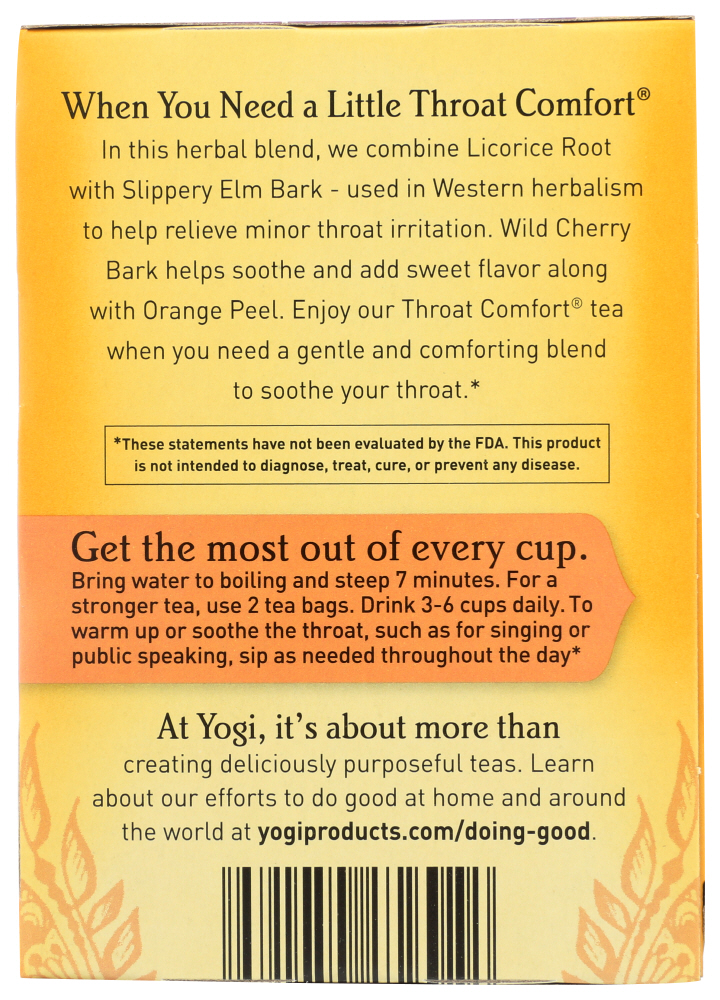 When You Need a Little Throat Comfort®
In this herbal blend, we combine Licorice Root
with Slippery Elm Bark - used in Western herbalism
to help relieve minor throat irritation. Wild Cherry
Bark helps soothe and add sweet flavor along
with Orange Peel. Enjoy our Throat Comfort® tea
when you need a gentle and comforting blend
to soothe your throat.*
*These statements have not been evaluated by the FDA. This product
is not intended to diagnose, treat, cure, or prevent any disease.
Get the most out of every cup.
Bring water to boiling and steep 7 minutes. For a
stronger tea, use 2 tea bags. Drink 3-6 cups daily. To
warm up or soothe the throat, such as for singing or
public speaking, sip as needed throughout the day*
At Yogi, it's about more than
creating deliciously purposeful teas. Learn
about our efforts to do good at home and around
the world at yogiproducts.com/doing-good.